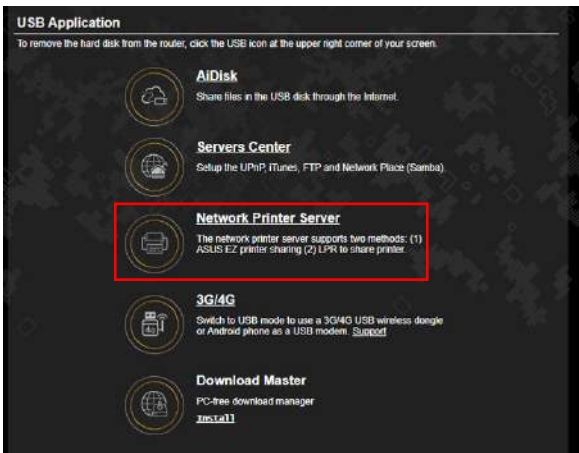 USB Application
To remove the hard disk from the router, click the USB icon at the upper right corner of your screen.
AiDisk
Share files in the USB disk through the Internet.
Servers Center
Setup the UPnP, iTunes, FTP and Network Place (Samba).
Network Printer Server
The network printer server supports two methods: (1)
ASUS EZ printer sharing (2) LPR to share printer.
3G/4G
Switch to USB mode to use a 3G/4G USB wireless dongle
or Android phone as a USB modem. Support
Download Master
PC-free download manager
Install